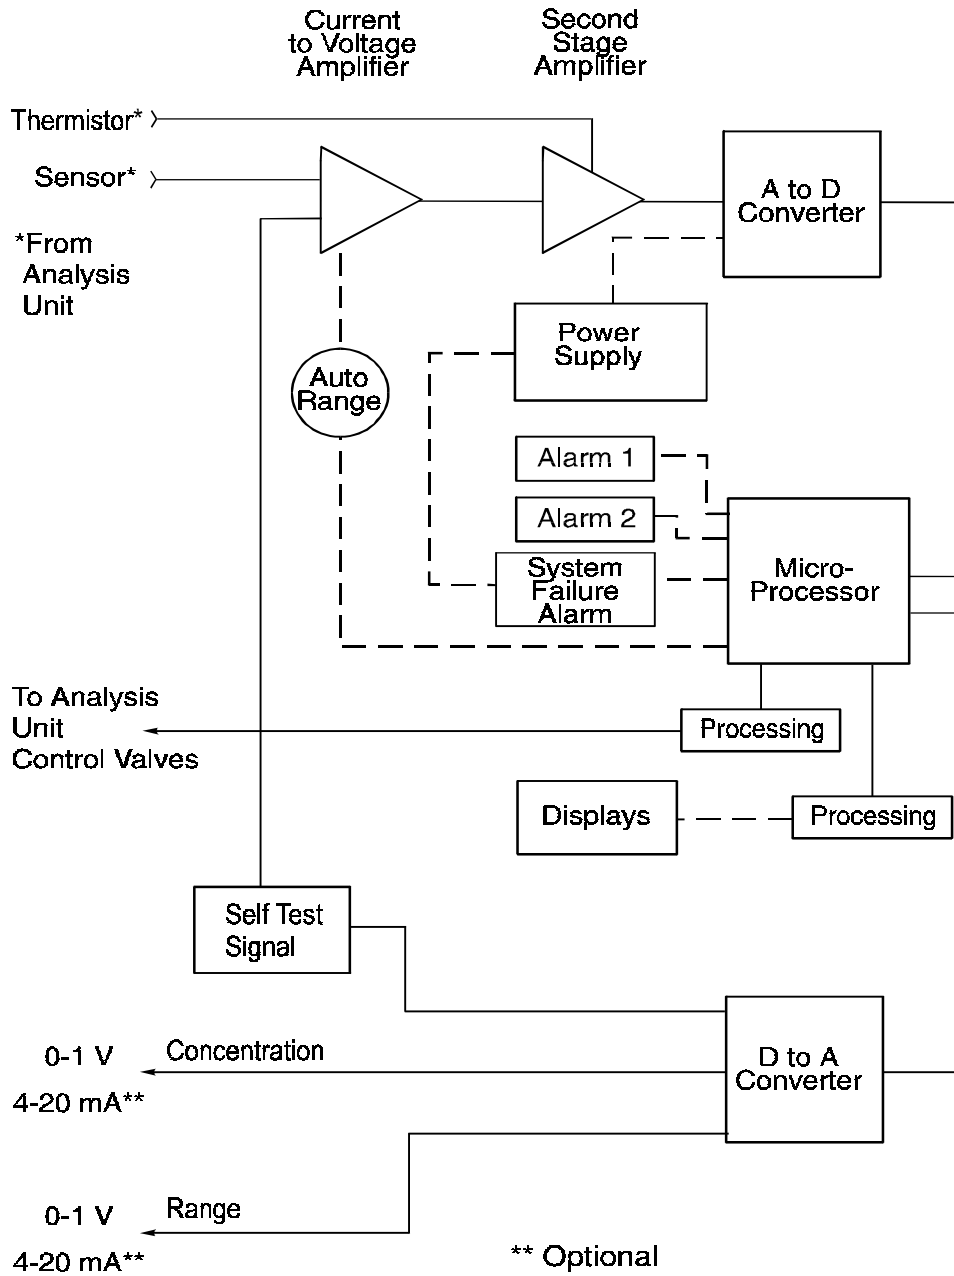 Current
to Voltage
Amplifier
Second
Stage
Amplifier
Thermistor*
Sensor*
*From
Analysis
Unit
A to D
Converter
Power
Supply
Auto
Range
Alarm 1
Alarm 2
System
Failure
Alarm
Micro-
Processor
To Analysis
Unit
Control Valves
Processing
Displays
Processing
Self Test
Signal
D to A
Converter
0-1 V
Concentration
4-20 mA**
0-1 V
Range
4-20 mA**
** Optional